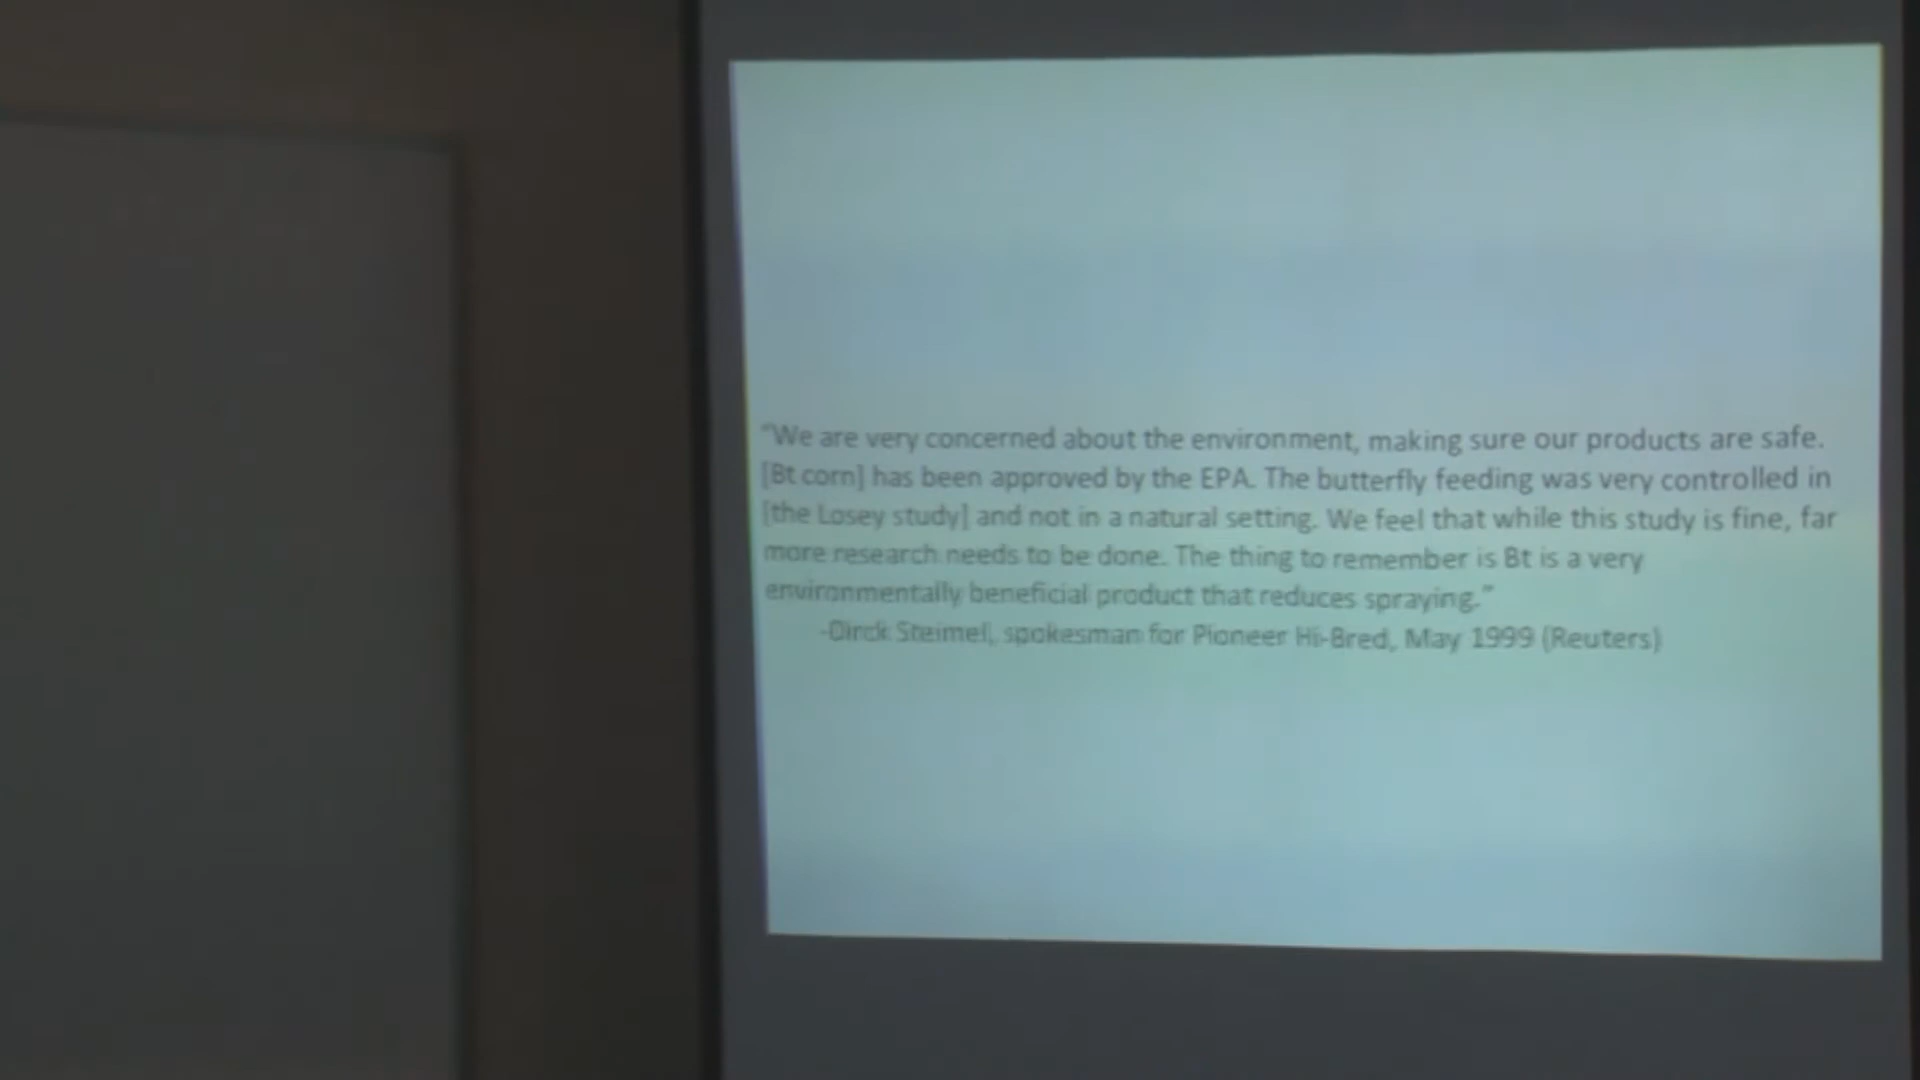 “We are very concerned about the environment, making sure our products are safe.
[Bt corn] has been approved by the EPA. The butterfly feeding was very controlled in
[the Losey study] and not in a natural setting. We feel that while this study is fine, far
more research needs to be done. The thing to remember is Bt is a very
environmentally beneficial product that reduces spraying.”
-Dirck Steimel, spokesman for Pioneer Hi-Bred, May 1999 (Reuters)